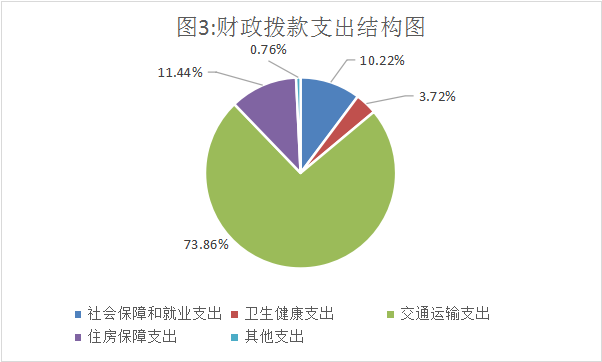 图3:财政拨款支出结构图
0.76%
10.22%
11.44%
3.72%
73.86%
社会保障和就业支出 卫生健康支出 交通运输支出
住房保障支出 其他支出